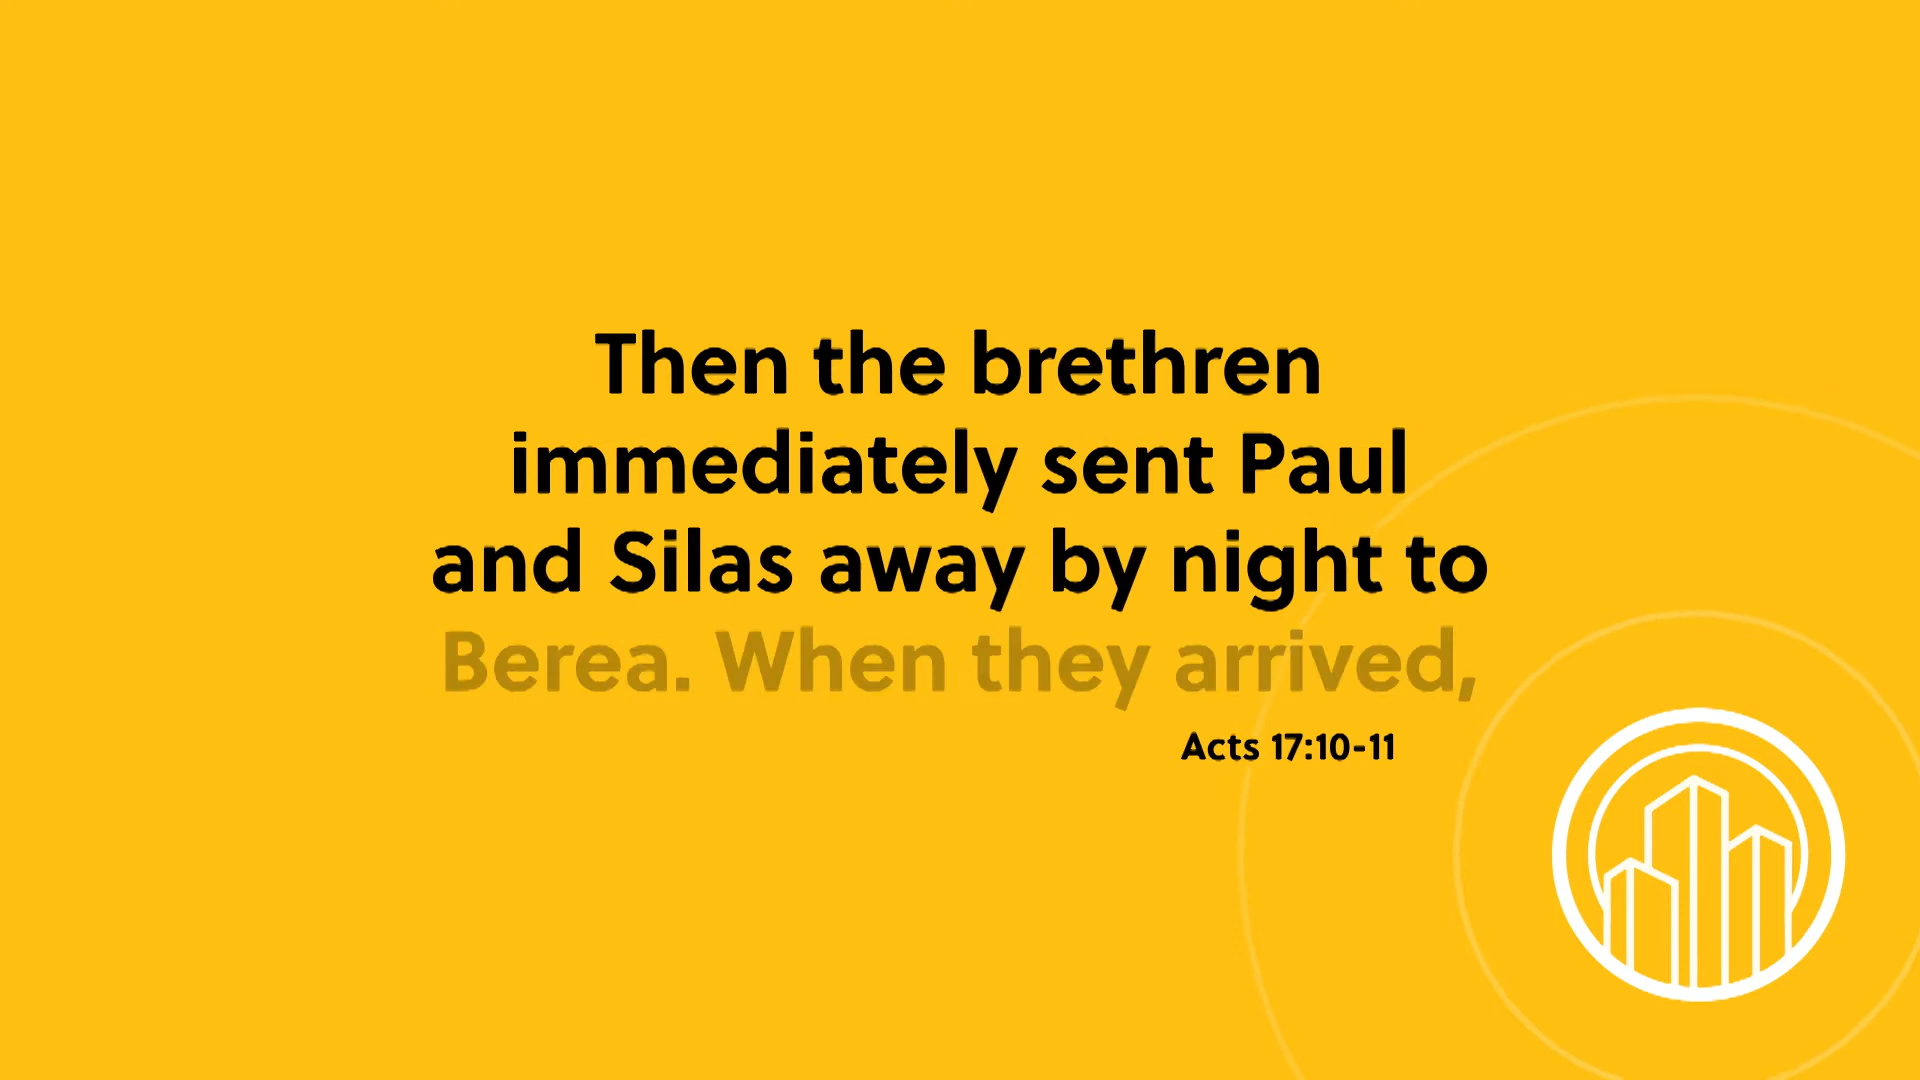 Then the brethren
immediately sent Paul
and Silas away by night to
Berea. When they arrived,
Acts 17:10-11